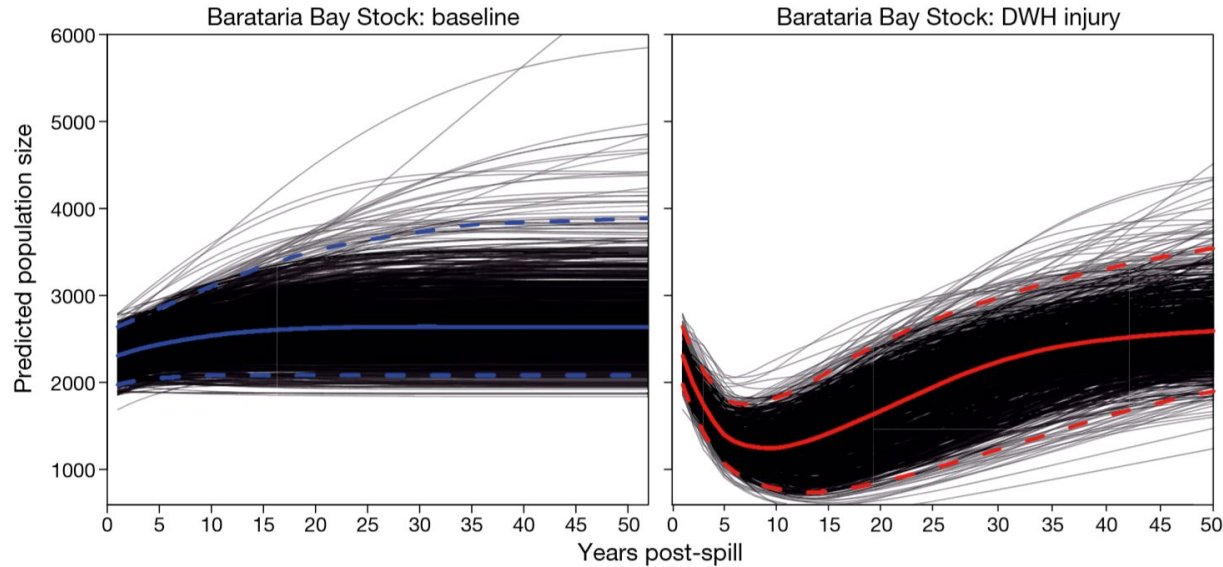 Barataria Bay Stock: baseline
Barataria Bay Stock: DWH injury
Predicted population size
6000
5000
4000
3000
2000
1000
0 5 10 15 20 25 30 35 40 45 50
0 5 10 15 20 25 30 35 40 45 50
Years post-spill